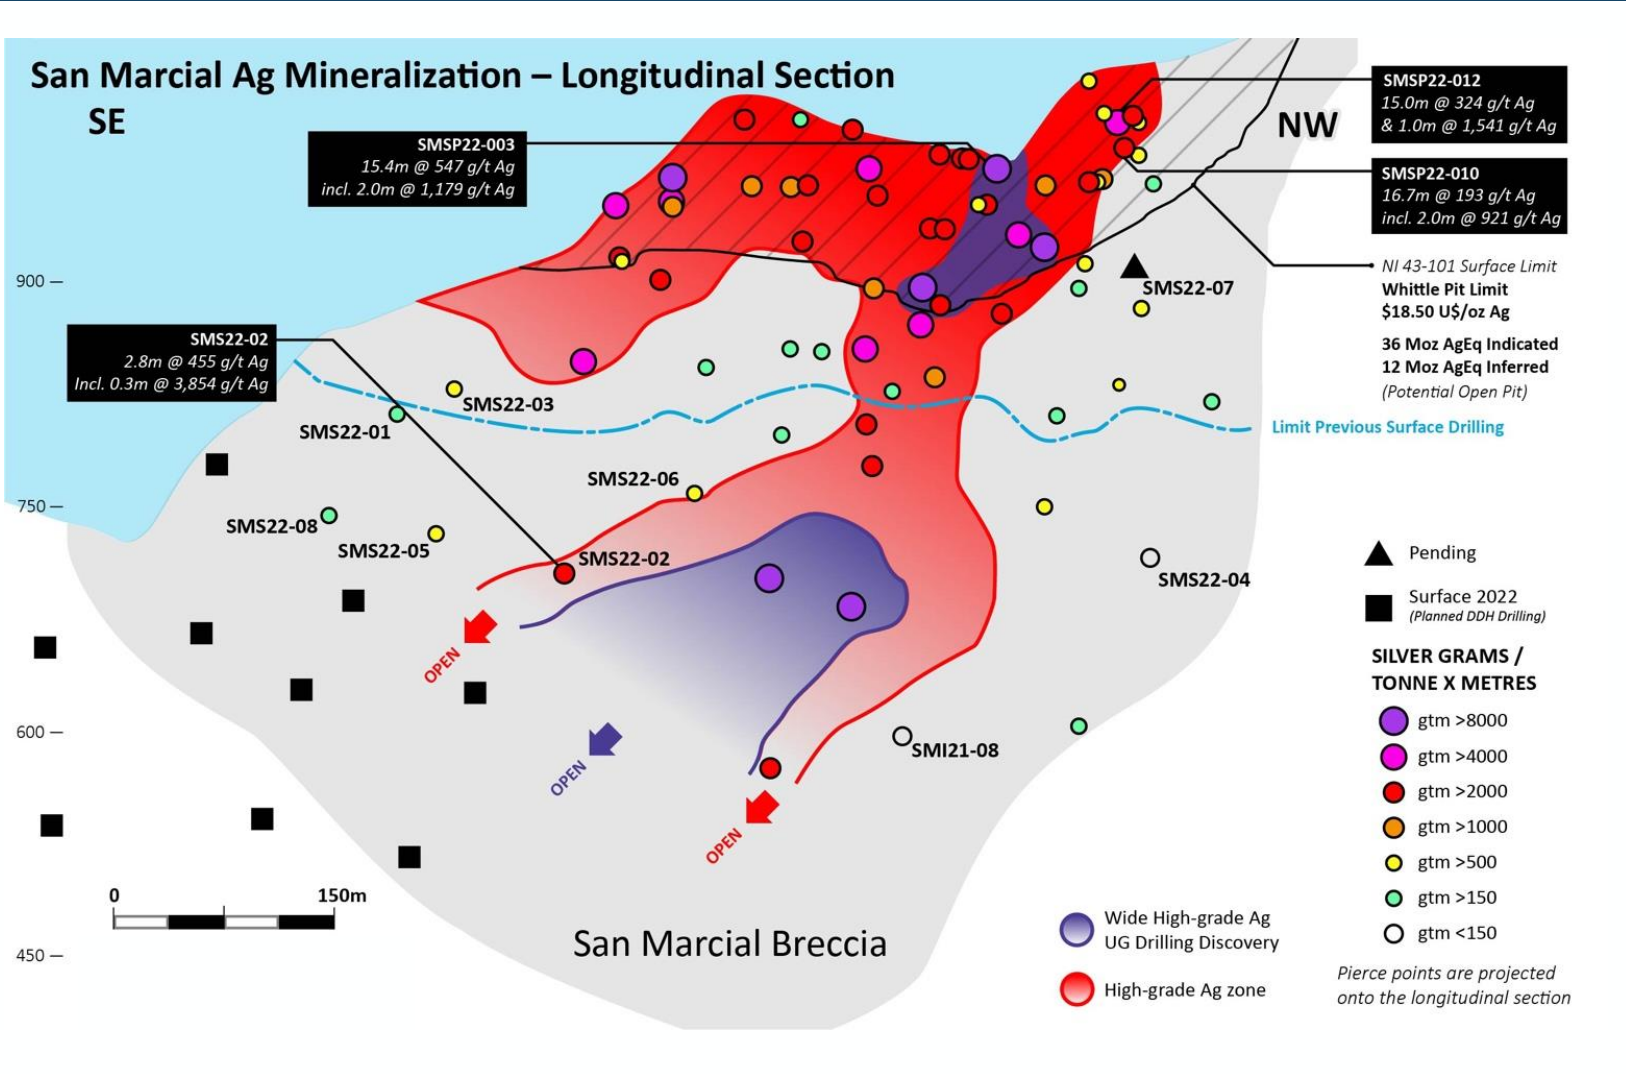 San Marcial Ag Mineralization – Longitudinal Section
SE
NW
SMSP22-003
15.4m @ 547 g/t Ag
incl. 2.0m @ 1,179 g/t Ag
SMSP22-012
15.0m @ 324 g/t Ag
& 1.0m @ 1,541 g/t Ag
SMSP22-010
16.7m @ 193 g/t Ag
incl. 2.0m @ 921 g/t Ag
NI 43-101 Surface Limit
Whittle Pit Limit
$18.50 U$/oz Ag
36 Moz AgEq Indicated
12 Moz AgEq Inferred
(Potential Open Pit)
Limit Previous Surface Drilling
900
SMS22-07
SMS22-02
2.8m @ 455 g/t Ag
Incl. 0.3m @ 3,854 g/t Ag
SMS22-03
SMS22-01
SMS22-06
750
SMS22-08
SMS22-05
SMS22-02
SMS22-04
OPEN
600
OPEN
SMI21-08
OPEN
0 150m
450
San Marcial Breccia
Wide High-grade Ag
UG Drilling Discovery
High-grade Ag zone
Pending
Surface 2022
(Planned DDH Drilling)
SILVER GRAMS /
TONNE X METRES
gtm >8000
gtm >4000
gtm >2000
gtm >1000
gtm >500
gtm >150
gtm <150
Pierce points are projected
onto the longitudinal section